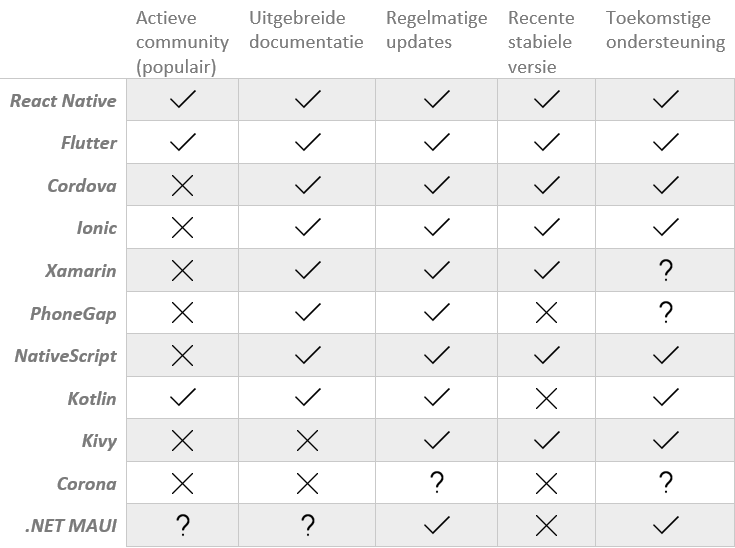 Actieve
community
(populair)
Uitgebreide
documentatie
Regelmatige
updates
Recente
stabiele
versie
Toekomstige
ondersteuning
React Native ✓ ✓ ✓ ✓ ✓
Flutter ✓ ✓ ✓ ✓ ✓
Cordova ✕ ✓ ✓ ✓ ✓
Ionic ✕ ✓ ✓ ✓ ✓
Xamarin ✕ ✓ ✓ ✓ ?
PhoneGap ✕ ✓ ✓ ✕ ?
NativeScript ✕ ✓ ✓ ✓ ✓
Kotlin ✓ ✓ ✓ ✕ ✓
Kivy ✕ ✕ ✓ ✓ ✓
Corona ✕ ✕ ? ✕ ?
.NET MAUI ? ? ✓ ✕ ✓